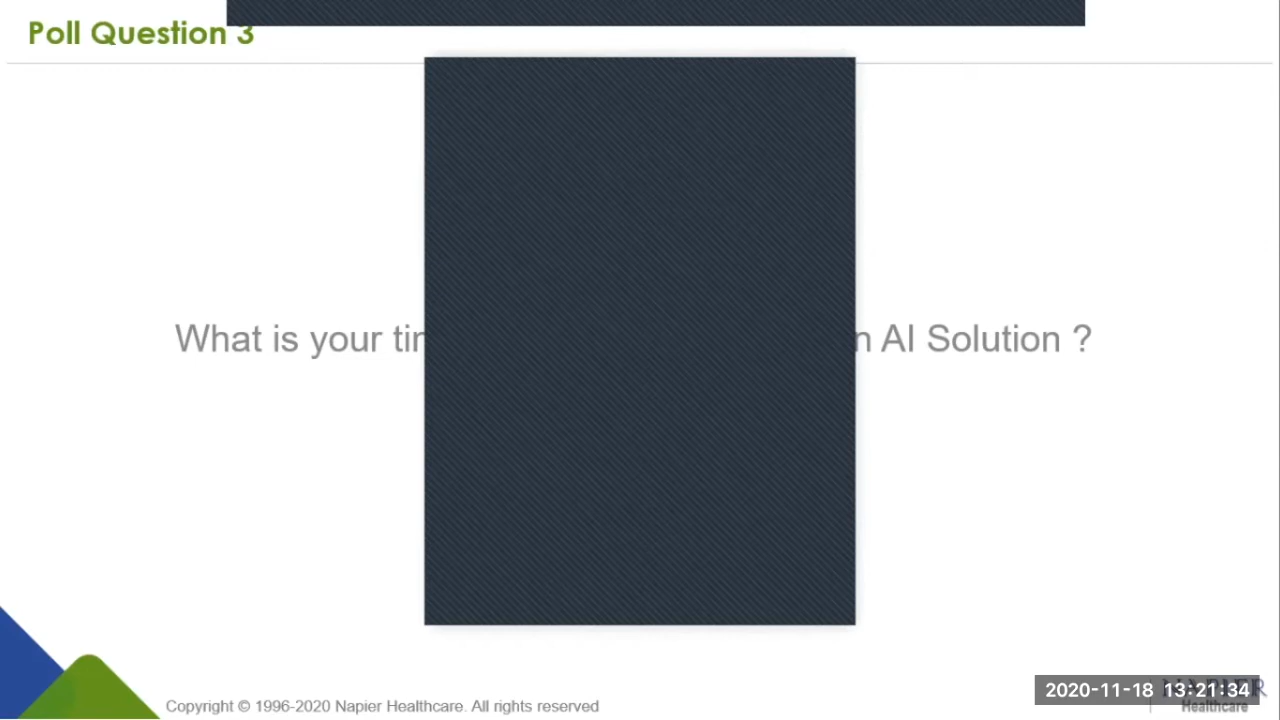 Poll Question 3
What is your AI Solution ?
Copyright © 1996-2020 Napier Healthcare. All rights reserved
2020-11-18 13:21:34
Healthcare